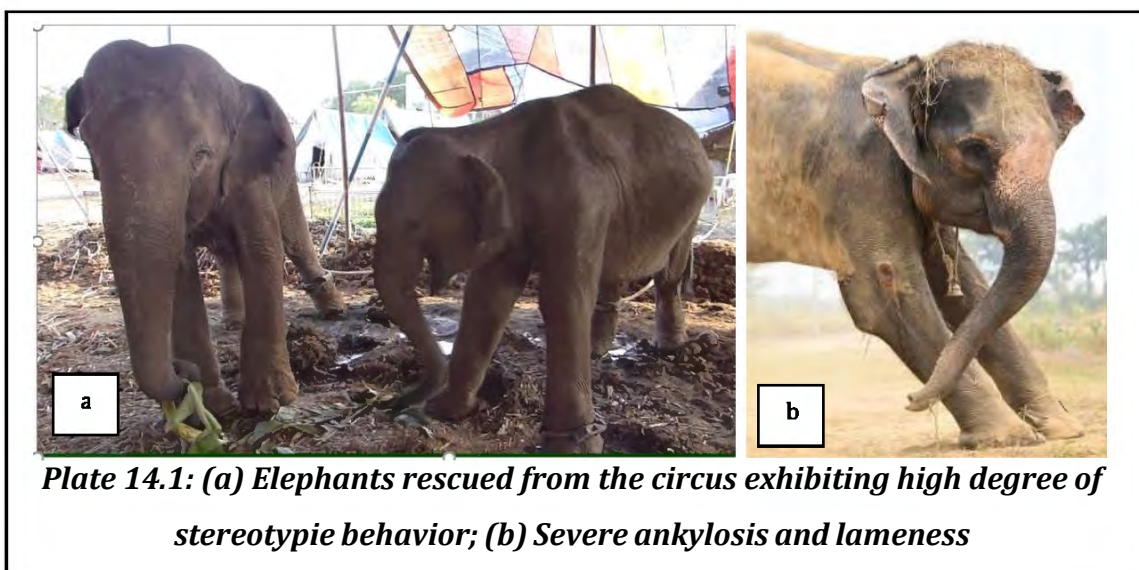 a
b
Plate 14.1: (a) Elephants rescued from the circus exhibiting high degree of
stereotypie behavior; (b) Severe ankylosis and lameness